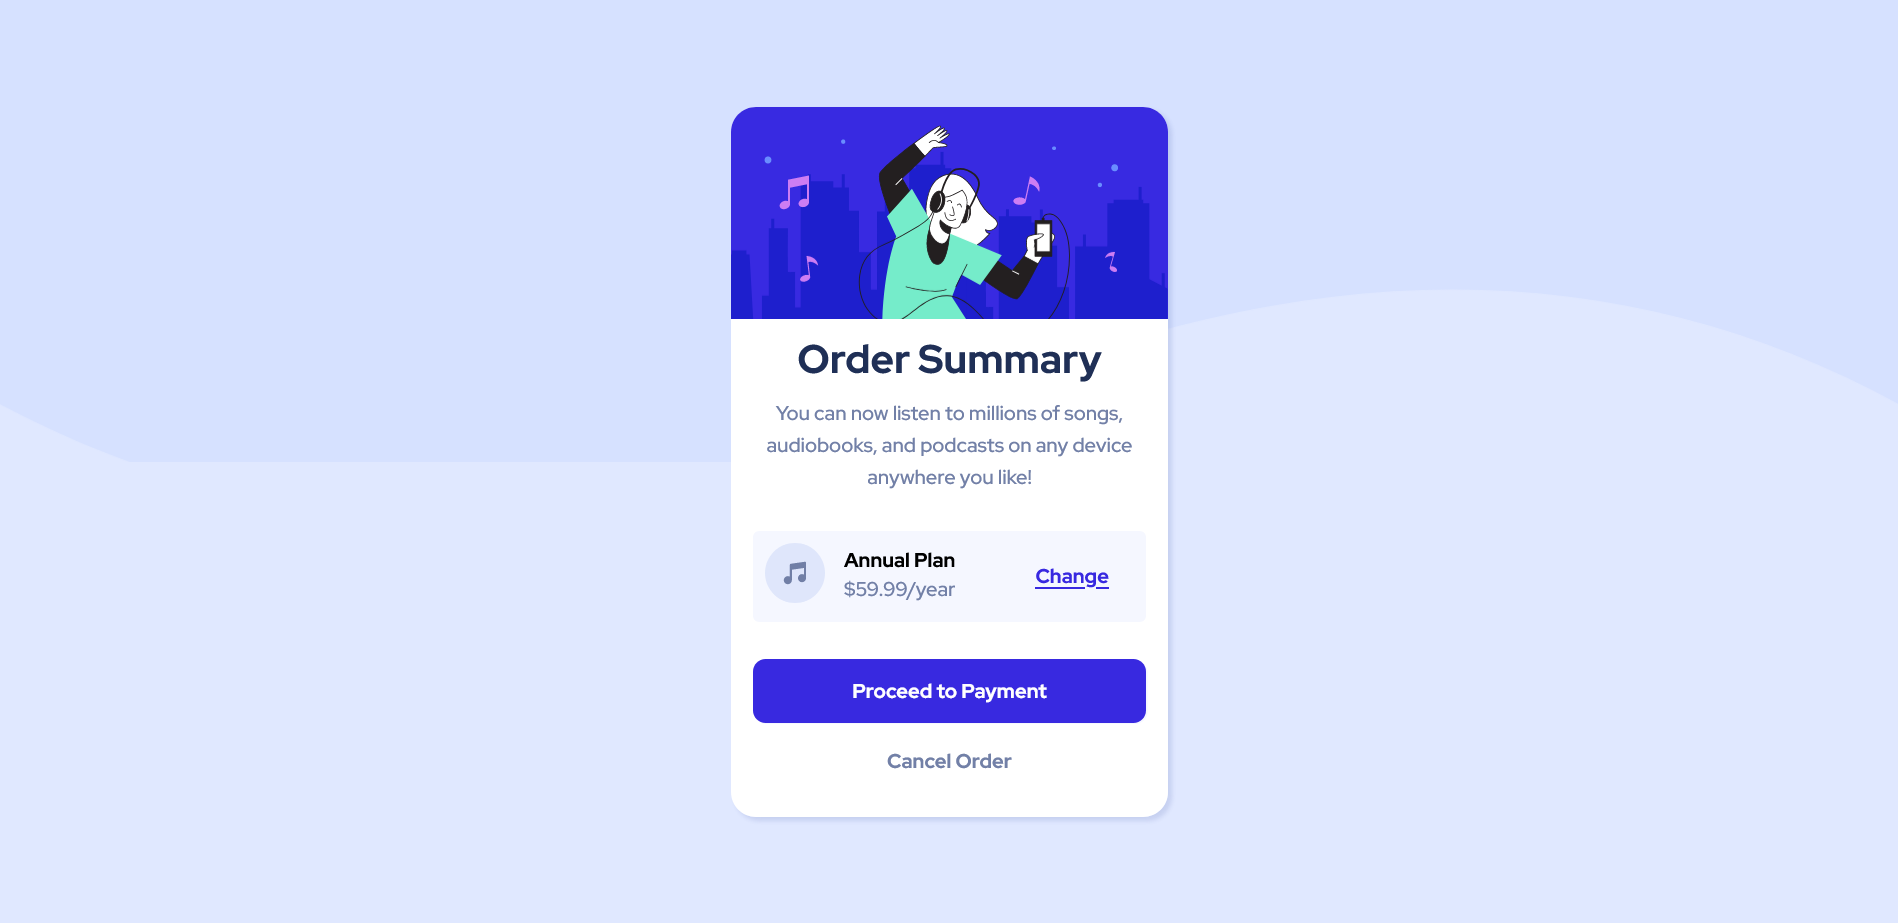 Order Summary
You can now listen to millions of songs,
audiobooks, and podcasts on any device
anywhere you like!
Annual Plan
$59.99/year
Change
Proceed to Payment
Cancel Order